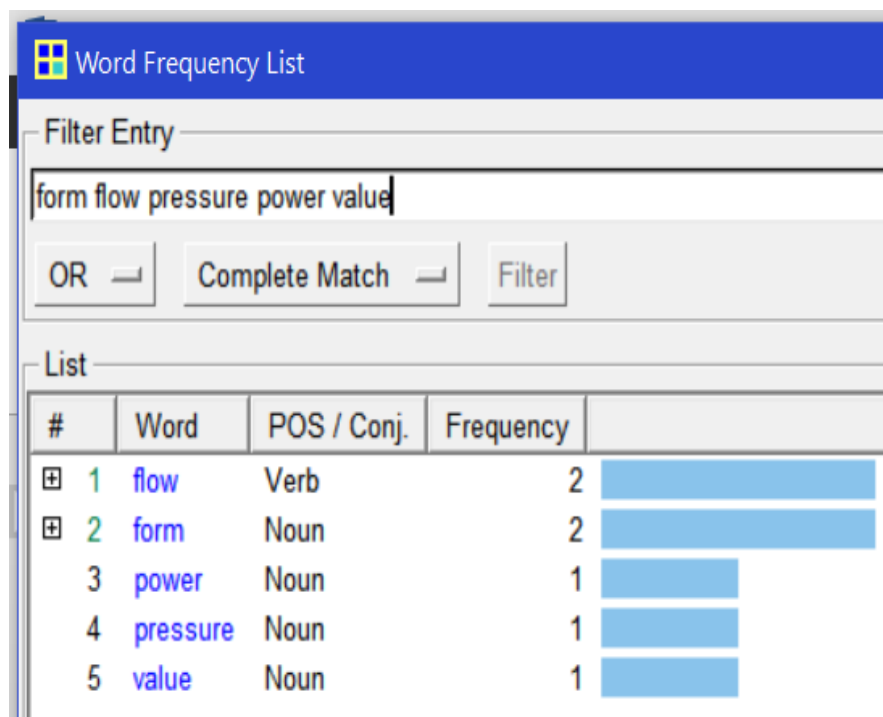 Word Frequency List
Filter Entry
form flow pressure power value
OR Complete Match Filter
List
# Word POS / Conj. Frequency
1 flow Verb 2
2 form Noun 2
3 power Noun 1
4 pressure Noun 1
5 value Noun 1